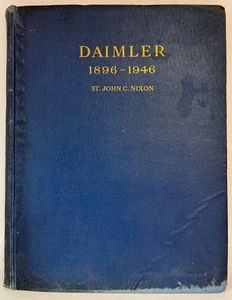 DAIMLER
1896-1946
ST. JOHN C. NIXON